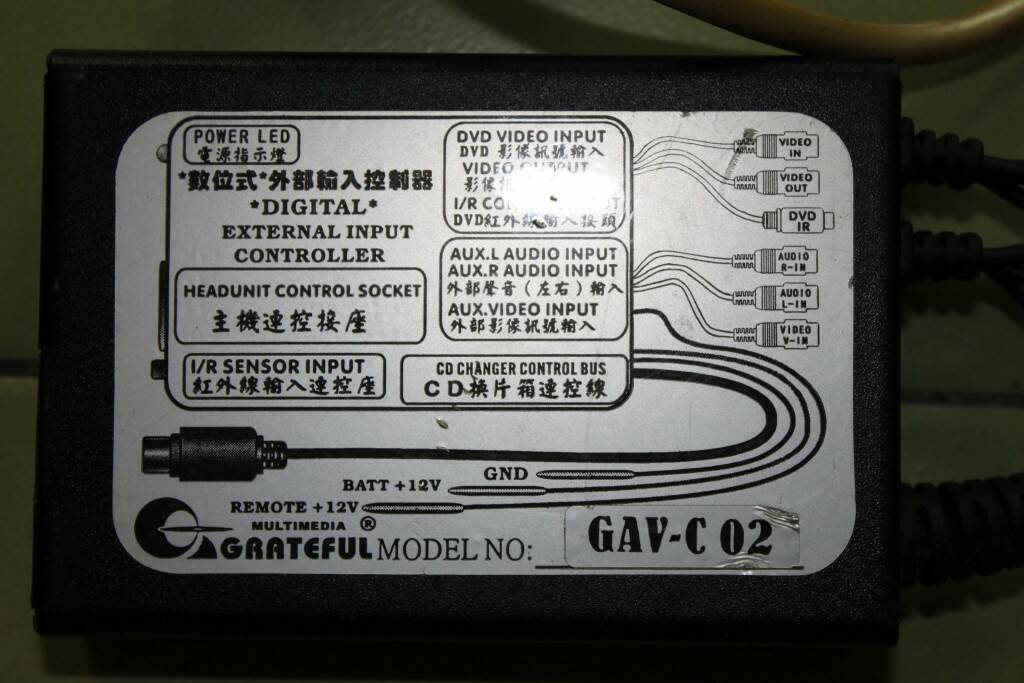 POWER LED
電源指示燈
*數位式*外部輸入控制器
*DIGITAL*
EXTERNAL INPUT
CONTROLLER
HEADUNIT CONTROL SOCKET
主機連控接座
I/R SENSOR INPUT
紅外線輸入連控座
DVD VIDEO INPUT
DVD 影像訊號輸入
VIDEO OUTPUT
影像訊
I/R
DVD紅外線輸入接頭
AUX.L AUDIO INPUT
AUX.R AUDIO INPUT
外部聲音(左右)輸入
AUX.VIDEO INPUT
外部影像訊號輸入
CD CHANGER CONTROL BUS
CD換片箱連控線
VIDEO
IN
VIDEO
OUT
DVD
IR
AUDIO
R-IN
AUDIO
L-IN
VIDEO
V-IN
GND
BATT +12V
REMOTE +12V
MULTIMEDIA ®
GRATEFUL MODEL NO: GAV-C 02